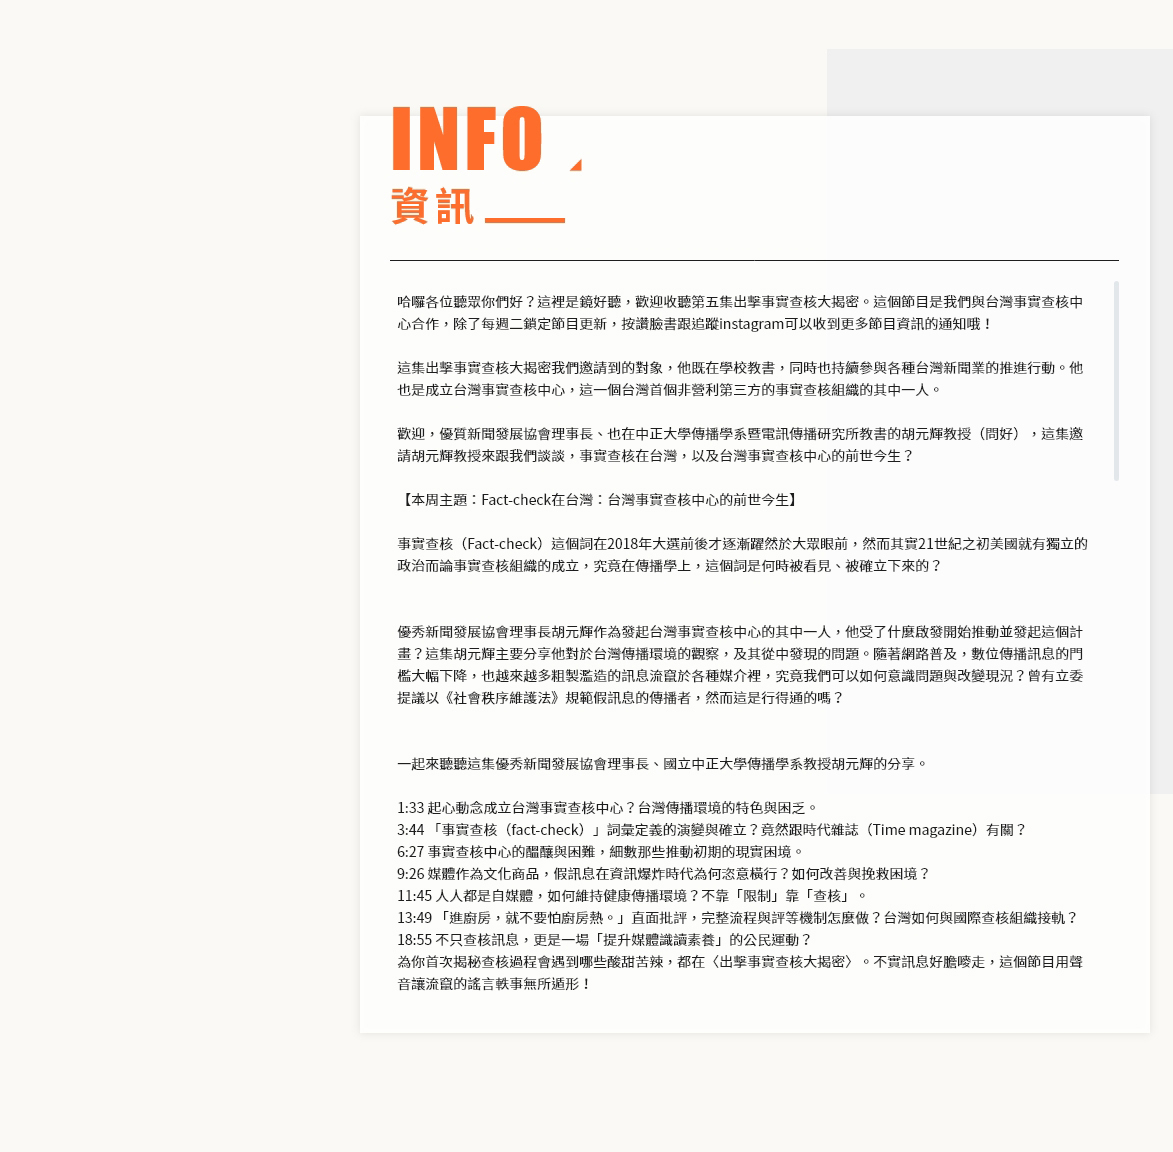 INFO
資訊
哈囉各位聽眾你們好？這裡是鏡好聽，歡迎收聽第五集出擊事實查核大揭密。這個節目是我們與台灣事實查核中
心合作，除了每週二鎖定節目更新，按讚臉書跟追蹤instagram可以收到更多節目資訊的通知哦！
這集出擊事實查核大揭密我們邀請到的對象，他既在學校教書，同時也持續參與各種台灣新聞業的推進行動。他
也是成立台灣事實查核中心，這一個台灣首個非營利第三方的事實查核組織的其中一人。
歡迎，優質新聞發展協會理事長、也在中正大學傳播學系暨電訊傳播研究所教書的胡元輝教授（問好），這集邀
請胡元輝教授來跟我們談談，事實查核在台灣，以及台灣事實查核中心的前世今生？
【本周主題：Fact-check在台灣：台灣事實查核中心的前世今生】
事實查核（Fact-check）這個詞在2018年大選前後才逐漸躍然於大眾眼前，然而其實21世紀之初美國就有獨立的
政治而論事實查核組織的成立，究竟在傳播學上，這個詞是何時被看見、被確立下來的？
優秀新聞發展協會理事長胡元輝作為發起台灣事實查核中心的其中一人，他受了什麼啟發開始推動並發起這個計
畫？這集胡元輝主要分享他對於台灣傳播環境的觀察，及其從中發現的問題。隨著網路普及，數位傳播訊息的門
檻大幅下降，也越來越多粗製濫造的訊息流竄於各種媒介裡，究竟我們可以如何意識問題與改變現況？曾有立委
提議以《社會秩序維護法》規範假訊息的傳播者，然而這是行得通的嗎？
一起來聽聽這集優秀新聞發展協會理事長、國立中正大學傳播學系教授胡元輝的分享。
1:33 起心動念成立台灣事實查核中心？台灣傳播環境的特色與困乏。
3:44 「事實查核（fact-check）」詞彙定義的演變與確立？竟然跟時代雜誌（Time magazine）有關？
6:27 事實查核中心的醞釀與困難，細數那些推動初期的現實困境。
9:26 媒體作為文化商品，假訊息在資訊爆炸時代為何恣意橫行？如何改善與挽救困境？
11:45 人人都是自媒體，如何維持健康傳播環境？不靠「限制」靠「查核」。
13:49 「進廚房，就不要怕廚房熱。」直面批評，完整流程與評等機制怎麼做？台灣如何與國際查核組織接軌？
18:55 不只查核訊息，更是一場「提升媒體識讀素養」的公民運動？
為你首次揭秘查核過程會遇到哪些酸甜苦辣，都在〈出擊事實查核大揭密〉。不實訊息好膽嘜走，這個節目用聲
音讓流竄的謠言軼事無所遁形！